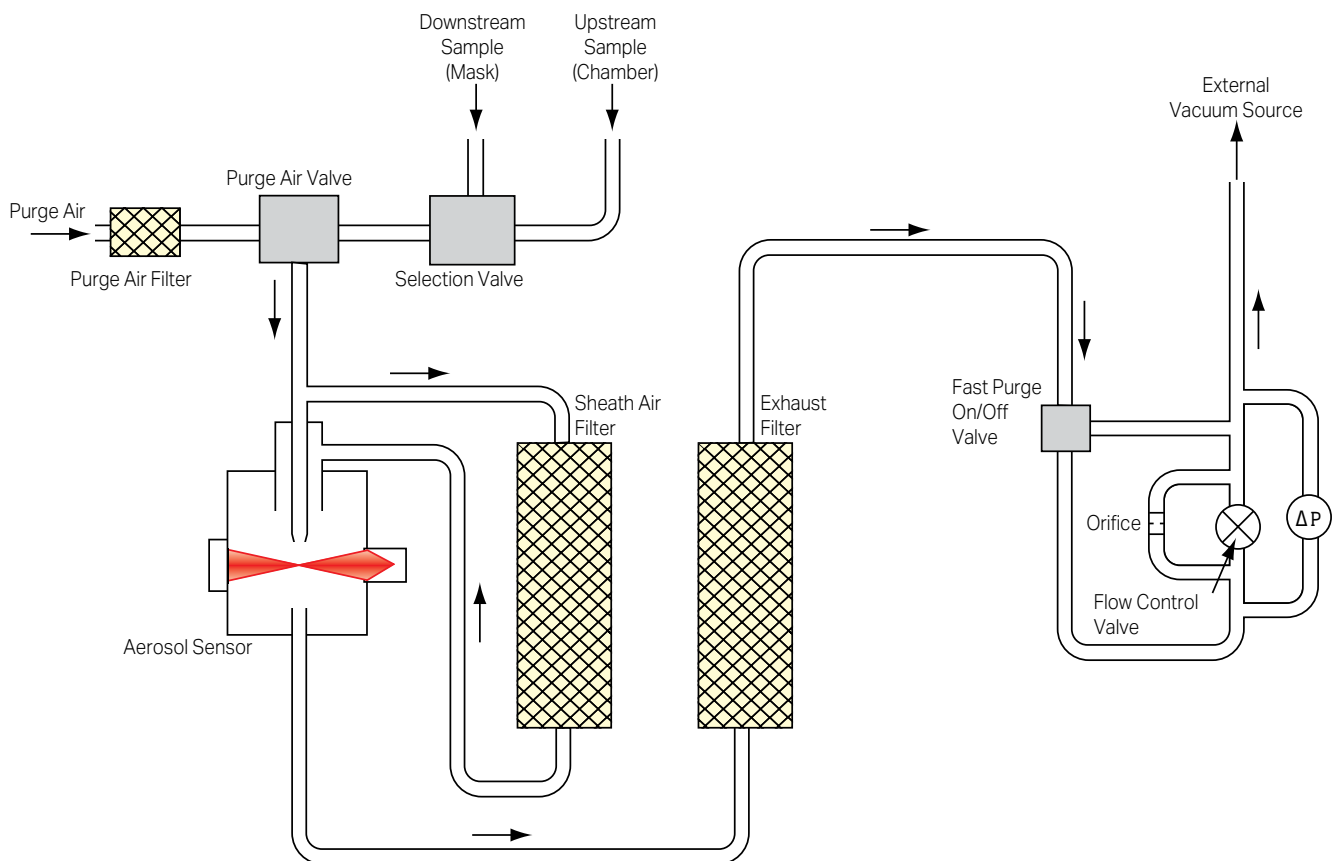 Downstream
Sample
(Mask)
Upstream
Sample
(Chamber)
External
Vacuum Source
Purge Air Valve
Purge Air
Purge Air Filter
Selection Valve
Sheath Air
Filter
Exhaust
Filter
Fast Purge
On/Off
Valve
Orifice
ΔP
Flow Control
Valve
Aerosol Sensor